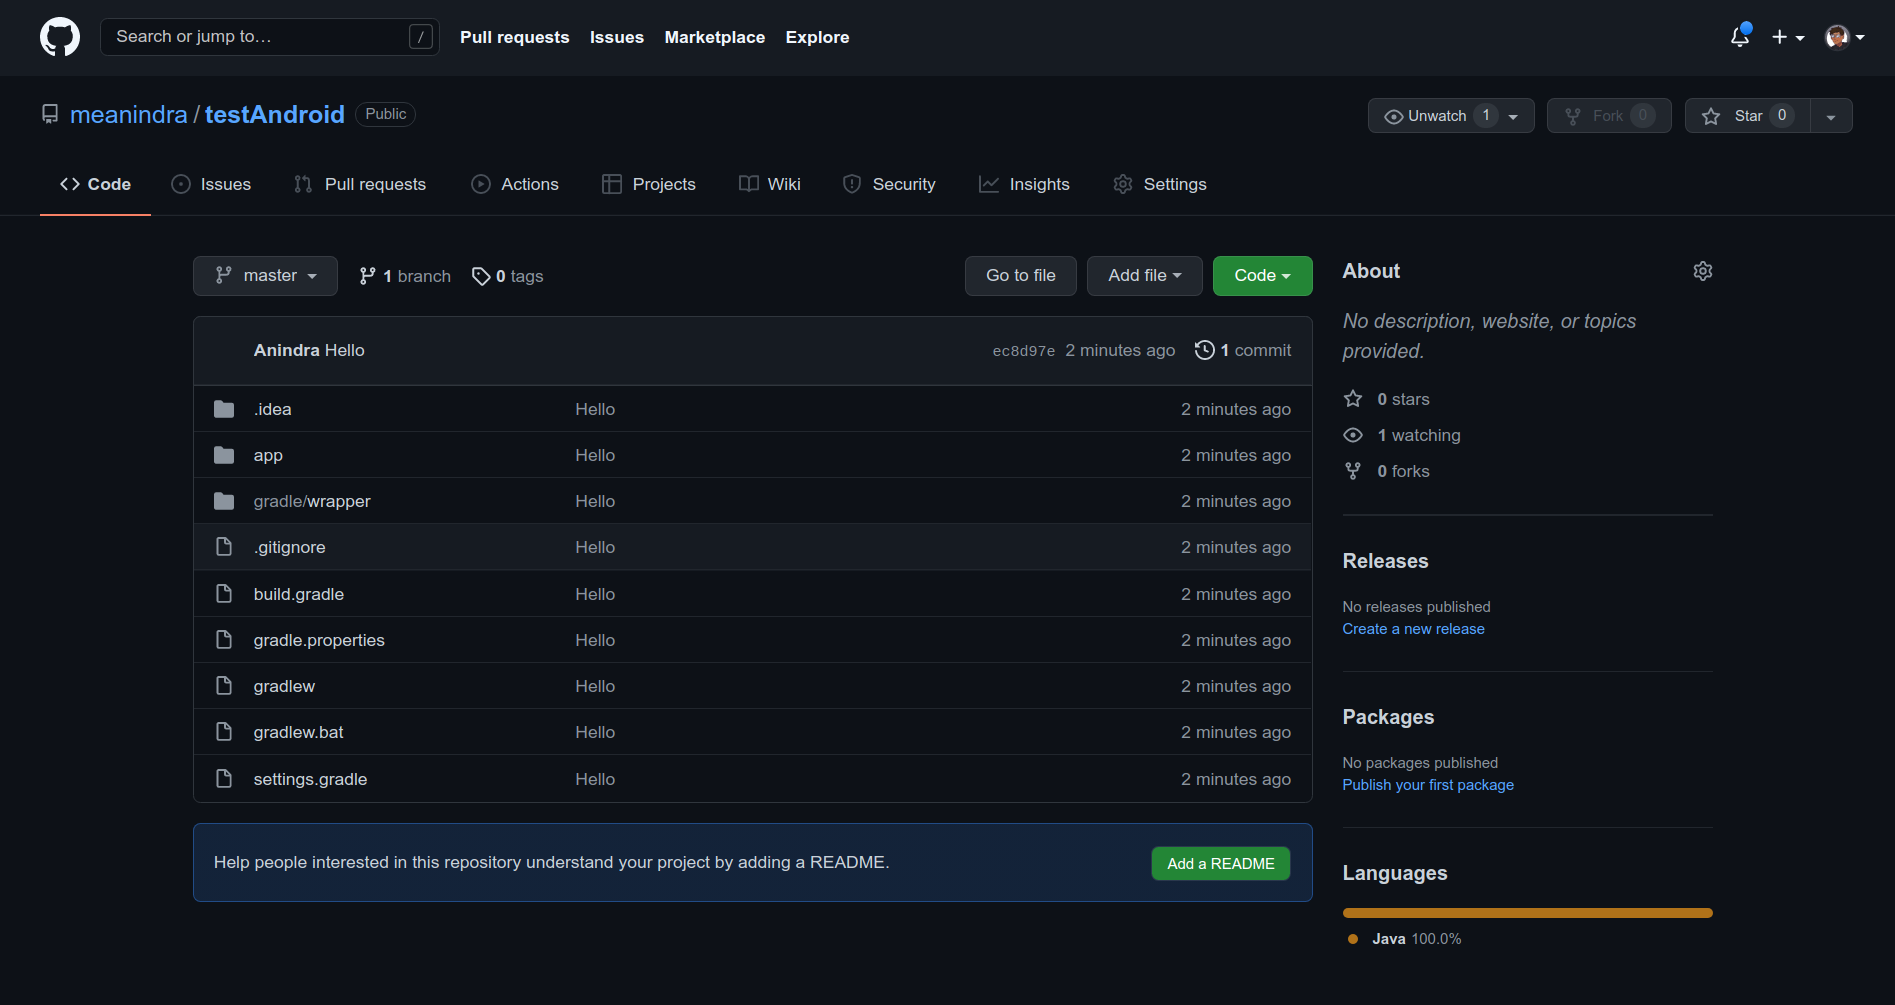 Search or jump to… / Pull requests Issues Marketplace Explore
meanindra / testAndroid Public Unwatch 1 Fork 0 Star 0
Code Issues Pull requests Actions Projects Wiki Security Insights Settings
master 1 branch 0 tags Go to file Add file Code
Anindra Hello ec8d97e 2 minutes ago 1 commit
.idea Hello 2 minutes ago
app Hello 2 minutes ago
gradle/wrapper Hello 2 minutes ago
.gitignore Hello 2 minutes ago
build.gradle Hello 2 minutes ago
gradle.properties Hello 2 minutes ago
gradlew Hello 2 minutes ago
gradlew.bat Hello 2 minutes ago
settings.gradle Hello 2 minutes ago
Help people interested in this repository understand your project by adding a README. Add a README
About
No description, website, or topics
provided.
0 stars
1 watching
0 forks
Releases
No releases published
Create a new release
Packages
No packages published
Publish your first package
Languages
Java 100.0%